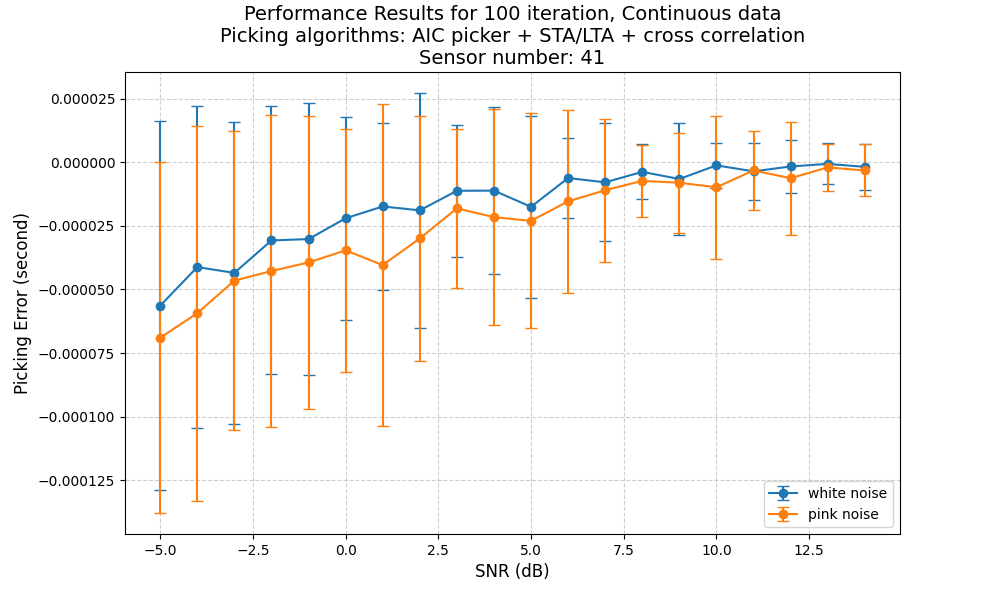 Performance Results for 100 iteration, Continuous data
Picking algorithms: AIC picker + STA/LTA + cross correlation
Sensor number: 41
Picking Error (second)
0.000025
0.000000
−0.000025
−0.000050
−0.000075
−0.000100
−0.000125
white noise
pink noise
−5.0 −2.5 0.0 2.5 5.0 7.5 10.0 12.5
SNR (dB)